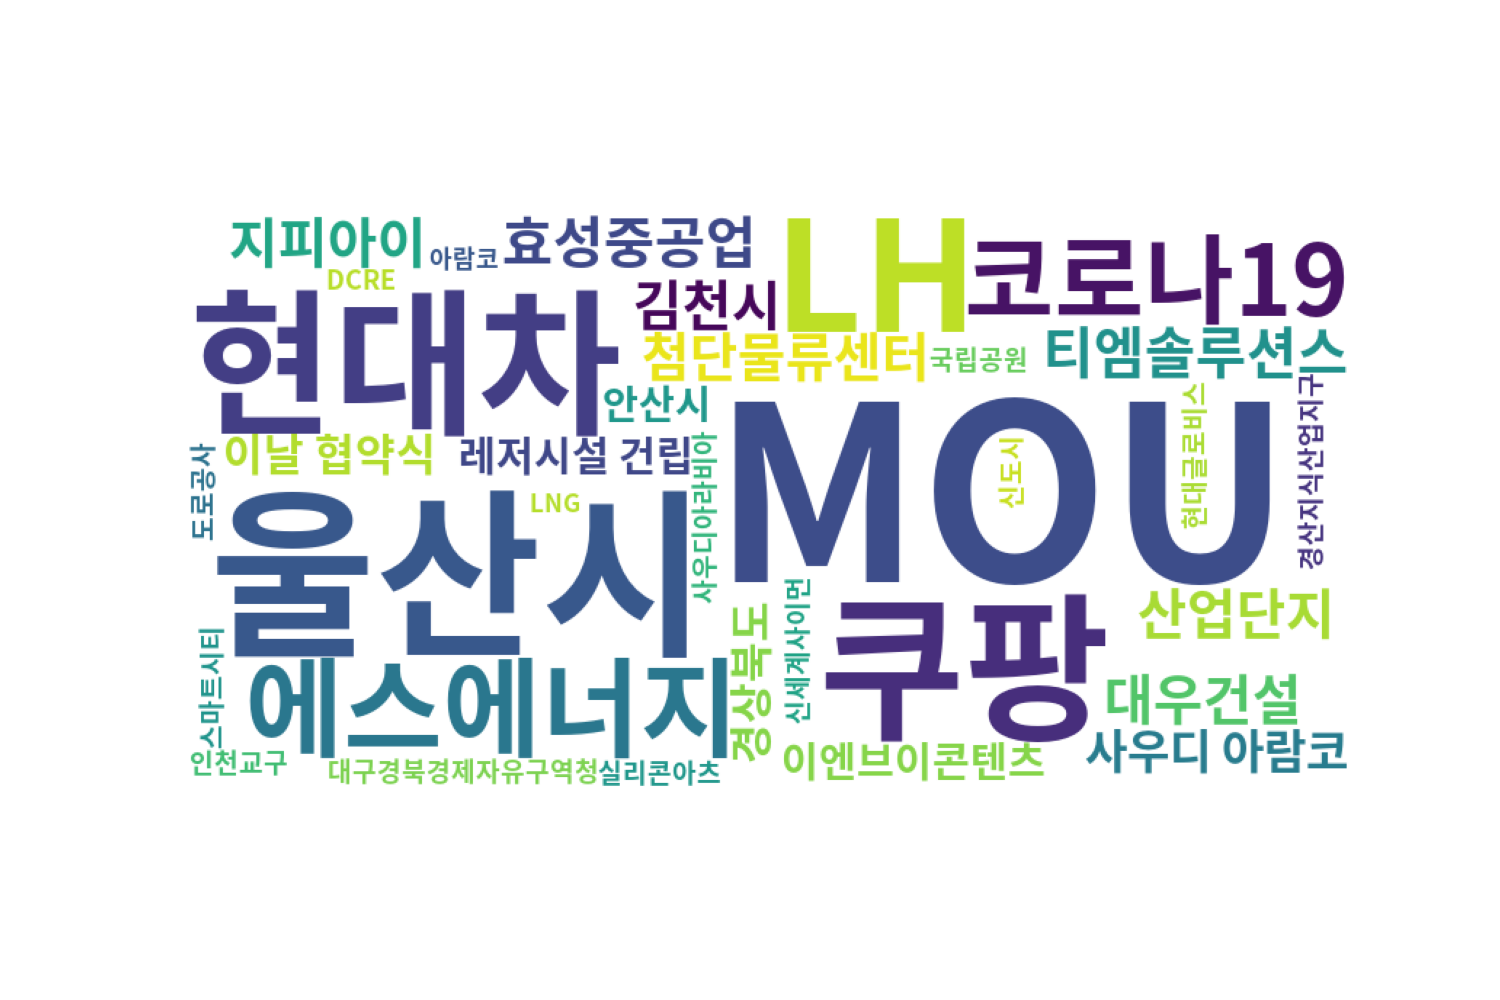 지피아이
아람코
효성중공업
LH
코로나19
DCRE
김천시
현대차
첨단물류센터
국립공원
티엠솔루션스
안산시
MOU
신도시
현대글로비스
경산지식산업지구
이날 협약식
레저시설 건립
사우디아라비아
도로공사
LNG
울산시
쿠팡
산업단지
신세계사이먼
경상북도
스마트시티
에스에너지
대우건설
사우디 아람코
이엔브이콘텐츠
인천교구
대구경북경제자유구역청
실리콘아츠